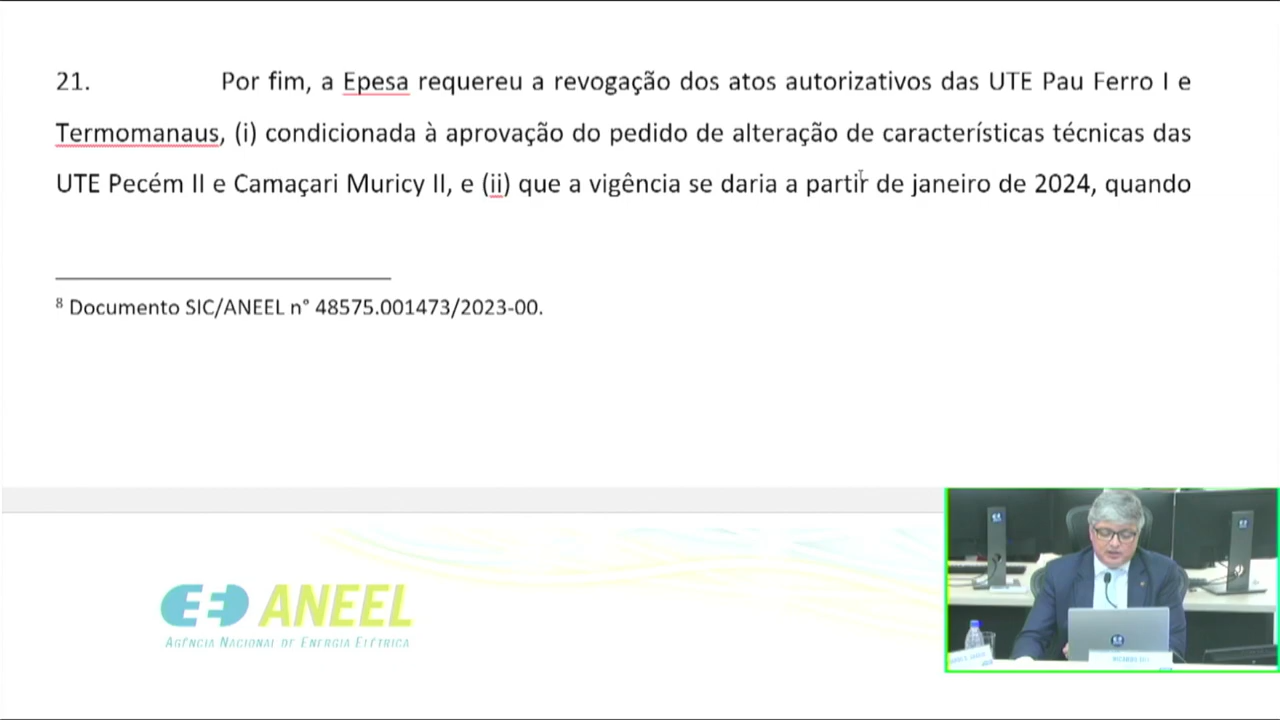 21. Por fim, a Epesa requereu a revogação dos atos autorizativos das UTE Pau Ferro I e
Termomanaus, (i) condicionada à aprovação do pedido de alteração de características técnicas das
UTE Pecém II e Camaçari Muricy II, e (ii) que a vigência se daria a partir de janeiro de 2024, quando
⁸ Documento SIC/ANEEL n° 48575.001473/2023-00.
ANEEL
AGÊNCIA NACIONAL DE ENERGIA ELÉTRICA